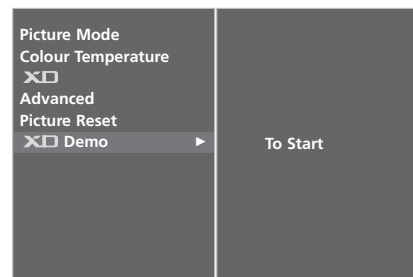 Picture Mode
Colour Temperature
XD
Advanced
Picture Reset
XD Demo ►
To Start